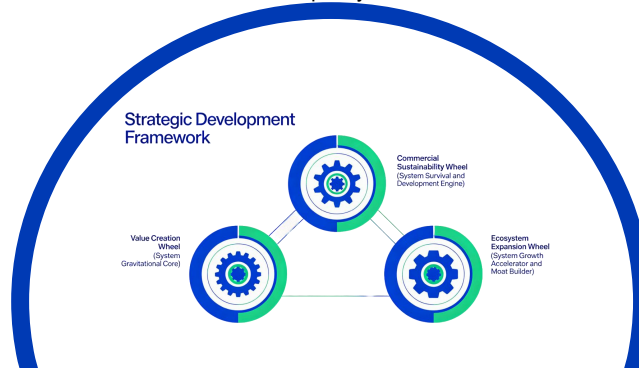 Strategic Development
Framework
Commercial
Sustainability Wheel
(System Survival and
Development Engine)
Value Creation
Wheel
(System
Gravitational Core)
Ecosystem
Expansion Wheel
(System Growth
Accelerator and
Moat Builder)